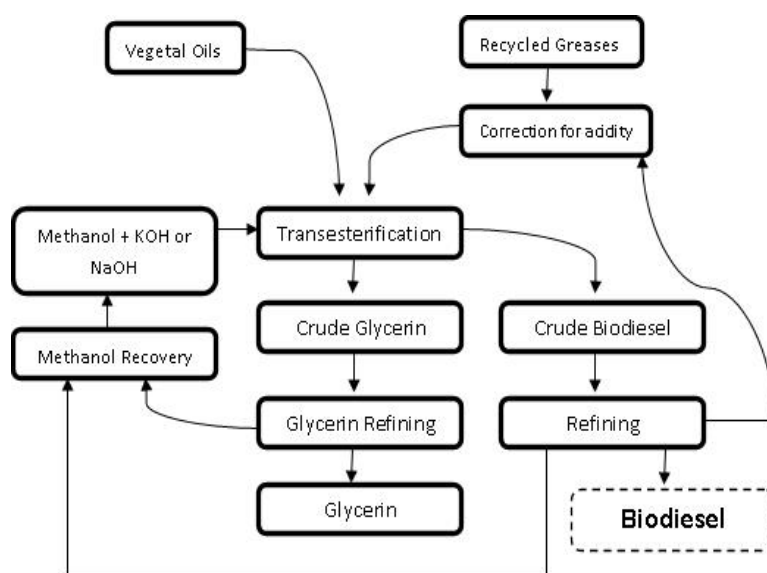 Vegetal Oils
Recycled Greases
Correction for acidity
Methanol + KOH or
NaOH
Transesterification
Crude Glycerin
Crude Biodiesel
Methanol Recovery
Glycerin Refining
Refining
Glycerin
Biodiesel